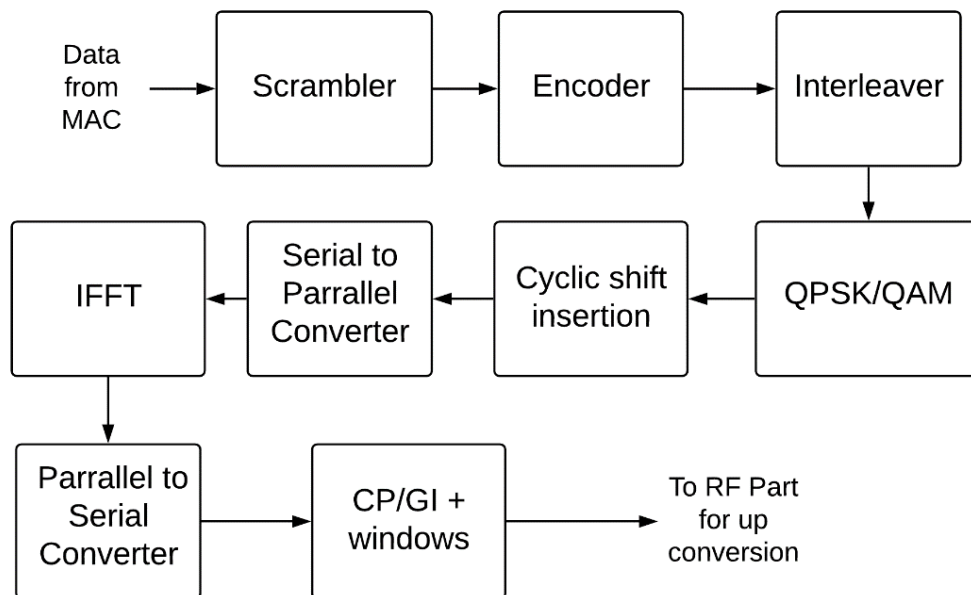 Data
from
MAC
Scrambler
Encoder
Interleaver
IFFT
Serial to
Parrallel
Converter
Cyclic shift
insertion
QPSK/QAM
Parrallel to
Serial
Converter
CP/GI +
windows
To RF Part
for up
conversion